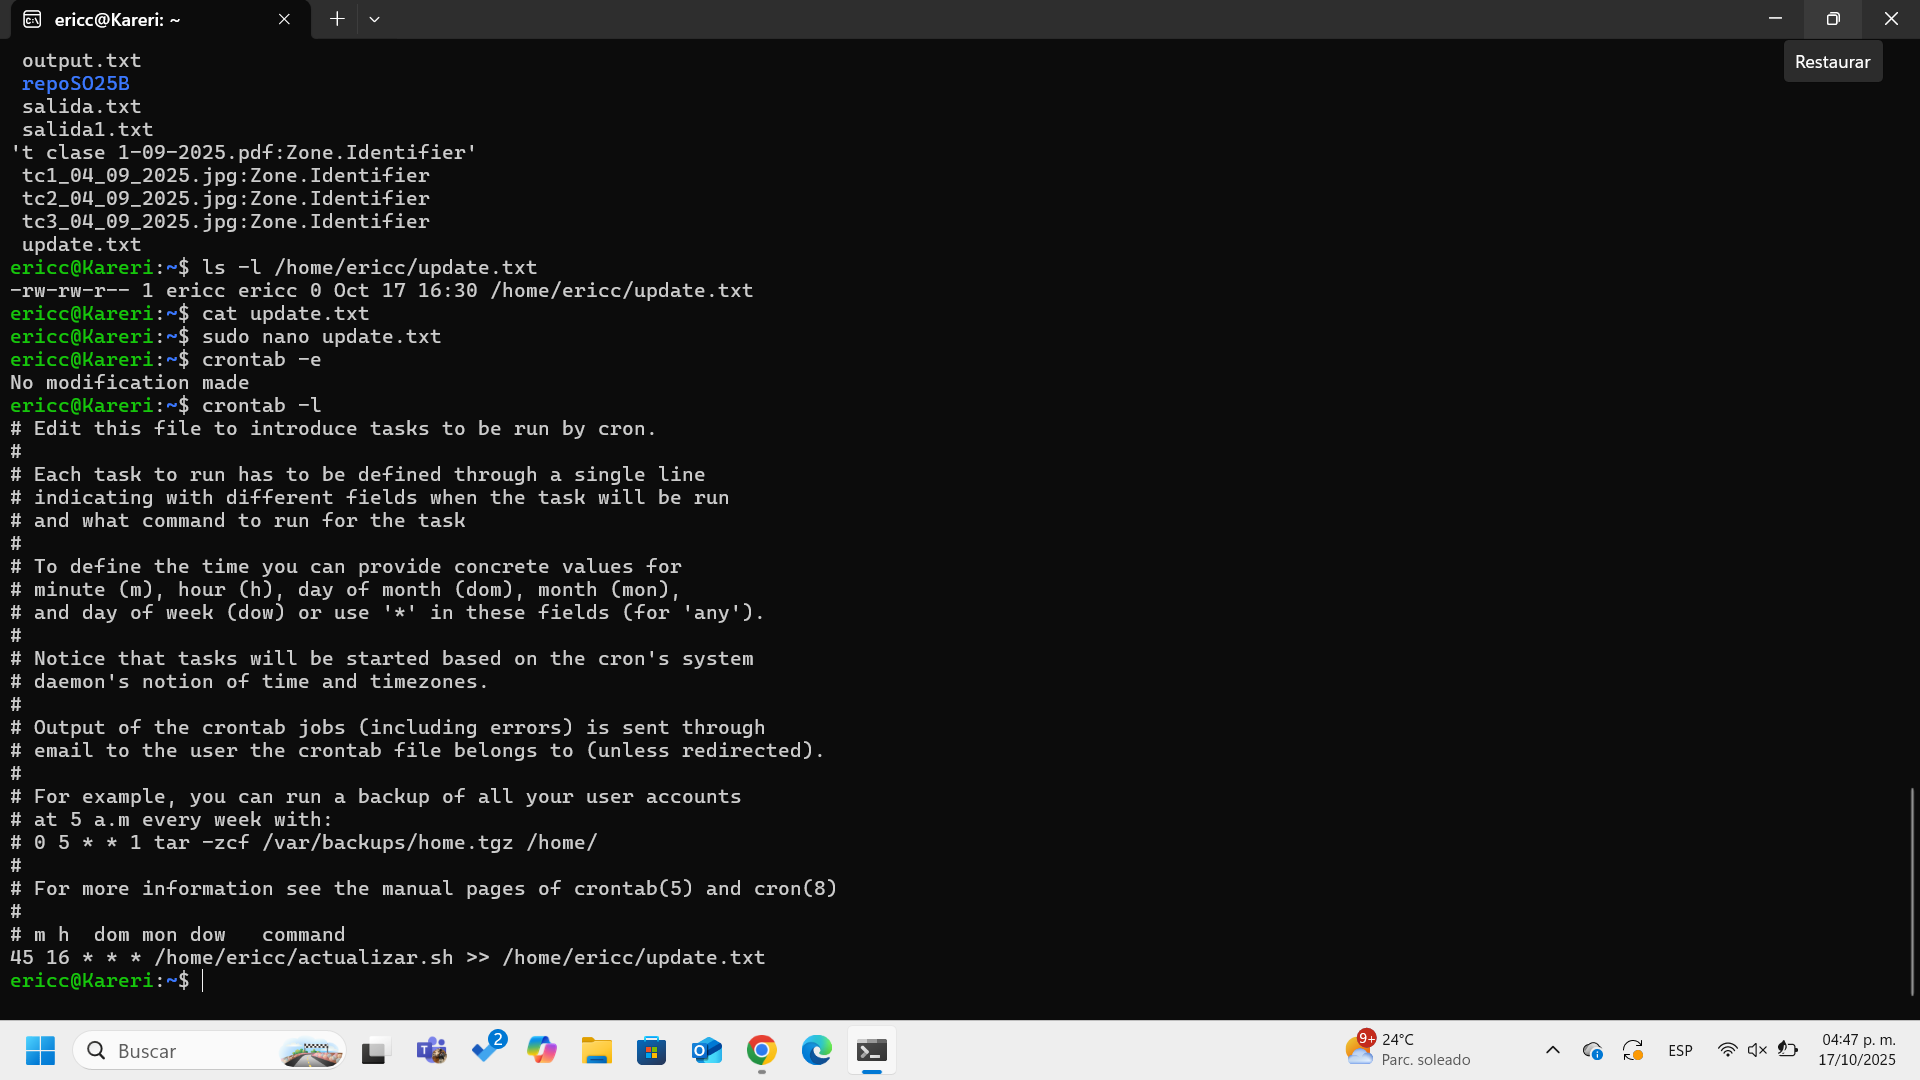 ericc@Kareri: ~
Restaurar
output.txt
repoSO25B
salida.txt
salida1.txt
't clase 1-09-2025.pdf:Zone.Identifier'
tc1_04_09_2025.jpg:Zone.Identifier
tc2_04_09_2025.jpg:Zone.Identifier
tc3_04_09_2025.jpg:Zone.Identifier
update.txt
ericc@Kareri:~$ ls -l /home/ericc/update.txt
-rw-rw-r-- 1 ericc ericc 0 Oct 17 16:30 /home/ericc/update.txt
ericc@Kareri:~$ cat update.txt
ericc@Kareri:~$ sudo nano update.txt
ericc@Kareri:~$ crontab -e
No modification made
ericc@Kareri:~$ crontab -l
# Edit this file to introduce tasks to be run by cron.
#
# Each task to run has to be defined through a single line
# indicating with different fields when the task will be run
# and what command to run for the task
#
# To define the time you can provide concrete values for
# minute (m), hour (h), day of month (dom), month (mon),
# and day of week (dow) or use '*' in these fields (for 'any').
#
# Notice that tasks will be started based on the cron's system
# daemon's notion of time and timezones.
#
# Output of the crontab jobs (including errors) is sent through
# email to the user the crontab file belongs to (unless redirected).
#
# For example, you can run a backup of all your user accounts
# at 5 a.m every week with:
# 0 5 * * 1 tar -zcf /var/backups/home.tgz /home/
#
# For more information see the manual pages of crontab(5) and cron(8)
#
# m h  dom mon dow   command
45 16 * * * /home/ericc/actualizar.sh >> /home/ericc/update.txt
ericc@Kareri:~$
Buscar
2
9+
24°C
Parc. soleado
ESP
04:47 p. m.
17/10/2025